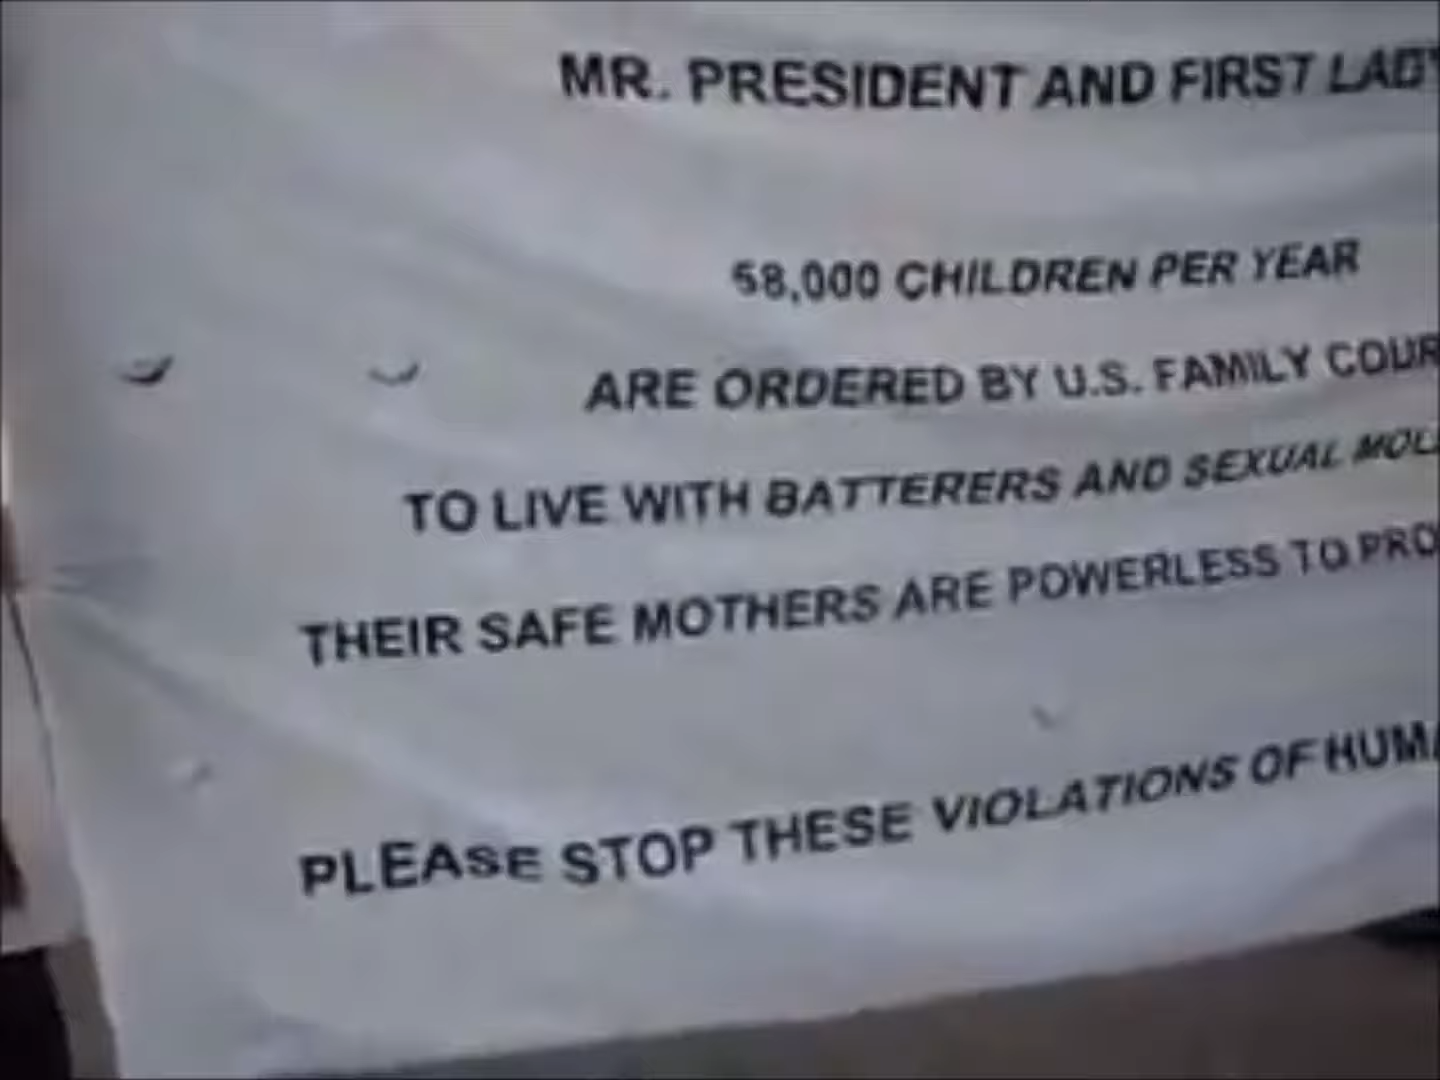 MR. PRESIDENT AND FIRST LADY
58,000 CHILDREN PER YEAR
ARE ORDERED BY U.S. FAMILY COUR
TO LIVE WITH BATTERERS AND SEXUAL MOL
THEIR SAFE MOTHERS ARE POWERLESS TO PRO
PLEASE STOP THESE VIOLATIONS OF HUMA